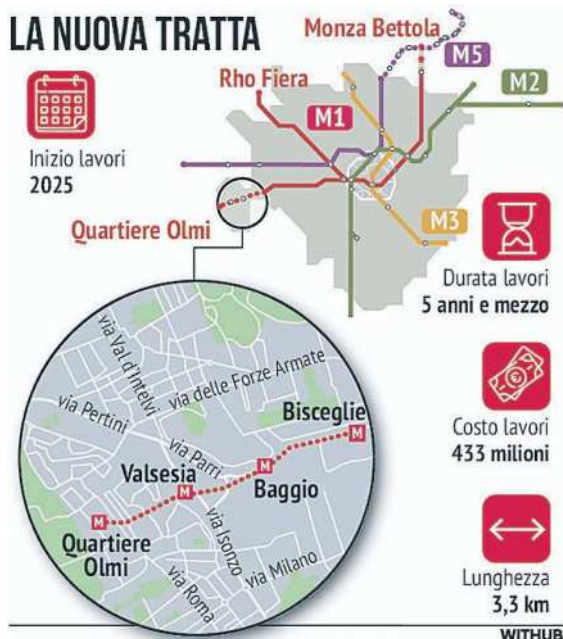 LA NUOVA TRATTA
Monza Bettola
M5
Rho Fiera
M2
M1
Inizio lavori
2025
Quartiere Olmi
M3
Durata lavori
5 anni e mezzo
via Val d'Intelvi
via delle Forze Armate
via Pertini
Bisceglie
M
via Parri
Valsesia
M
M
Baggio
M
Quartiere
Olmi
via Isonzo
via Milano
via Roma
Costo lavori
433 milioni
Lunghezza
3,3 km
WITHUB